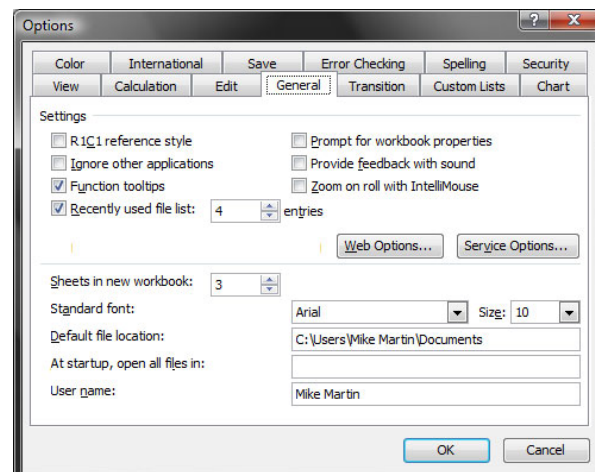 Options
Color International Save Error Checking Spelling Security
View Calculation Edit General Transition Custom Lists Chart
Settings
R1C1 reference style Prompt for workbook properties
Ignore other applications Provide feedback with sound
Function tooltips Zoom on roll with IntelliMouse
Recently used file list: 4 entries
Web Options... Service Options...
Sheets in new workbook: 3
Standard font: Arial Size: 10
Default file location: C:\Users\Mike Martin\Documents
At startup, open all files in:
User name: Mike Martin
OK Cancel